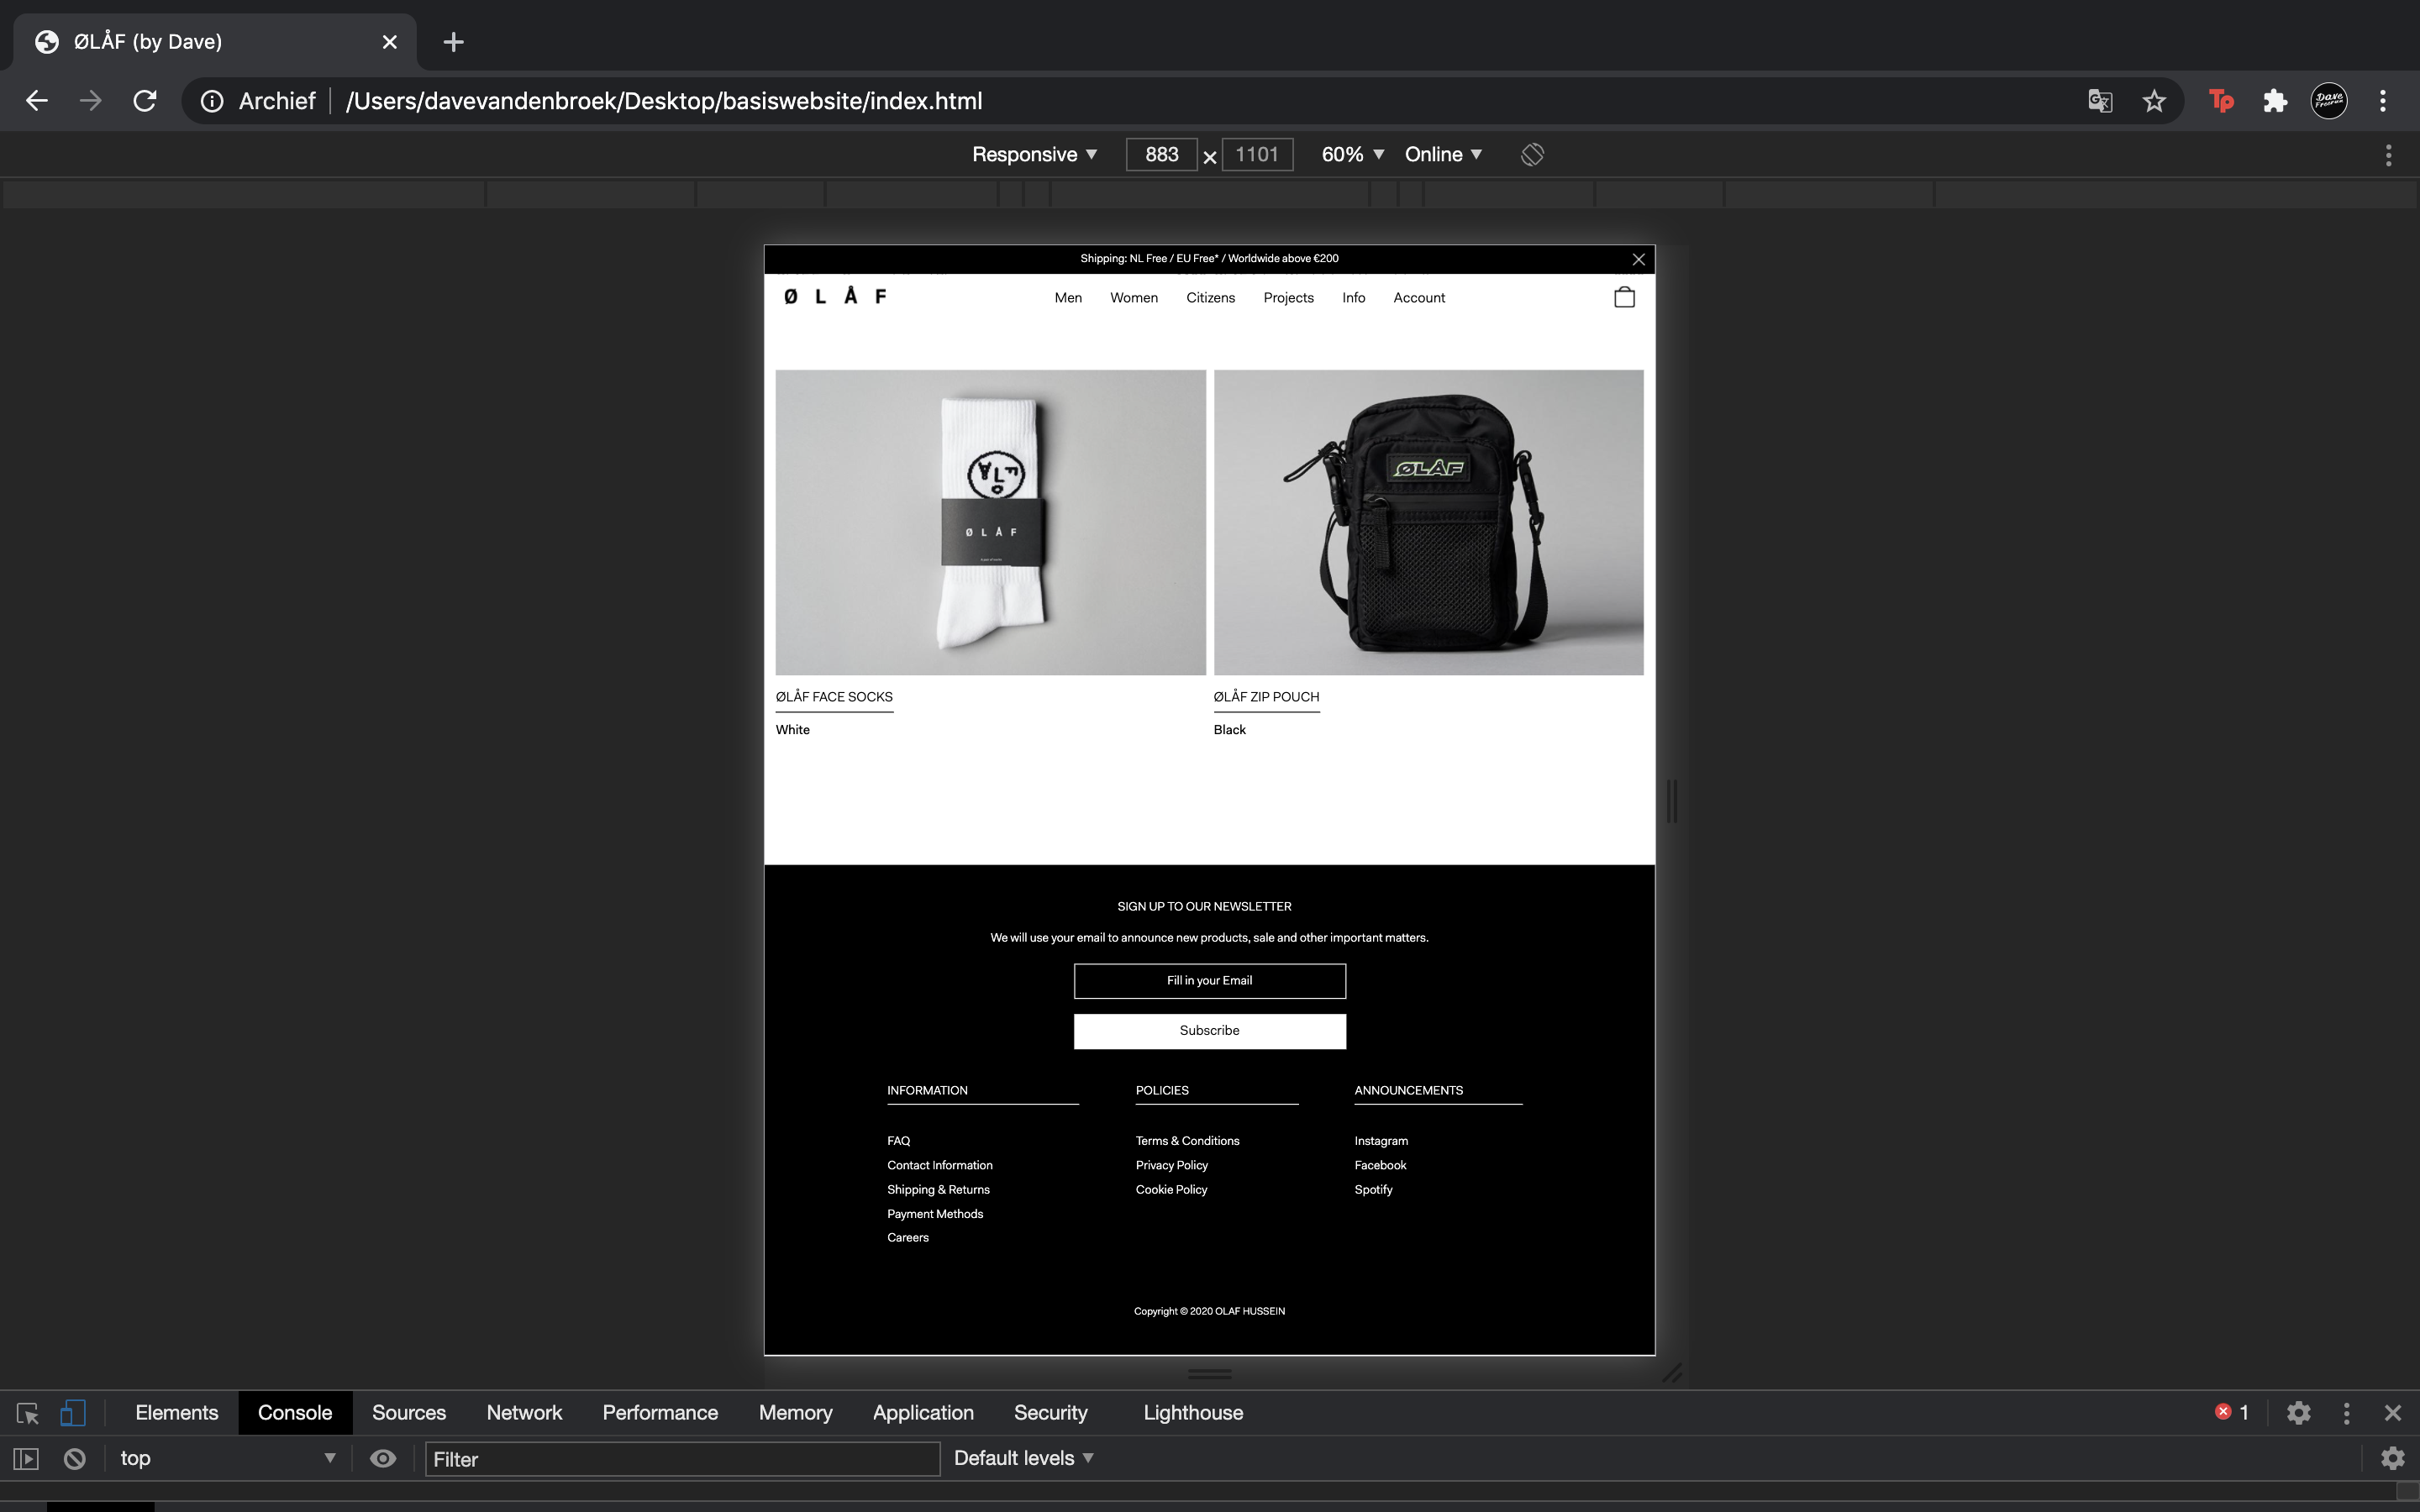 ØLÅF (by Dave)
Archief /Users/davevandenbroek/Desktop/basiswebsite/index.html
Tp
Dave
Responsive 883 × 1101 60% Online
Shipping: NL Free / EU Free* / Worldwide above €200
Ø L Å F Men Women Citizens Projects Info Account
Ø L Å F
ØLÅF
ØLÅF FACE SOCKS
White
ØLÅF ZIP POUCH
Black
SIGN UP TO OUR NEWSLETTER
We will use your email to announce new products, sale and other important matters.
Fill in your Email
Subscribe
INFORMATION
FAQ
Contact Information
Shipping & Returns
Payment Methods
Careers
POLICIES
Terms & Conditions
Privacy Policy
Cookie Policy
ANNOUNCEMENTS
Instagram
Facebook
Spotify
Copyright © 2020 OLAF HUSSEIN
Elements Console Sources Network Performance Memory Application Security Lighthouse 1
top Filter Default levels